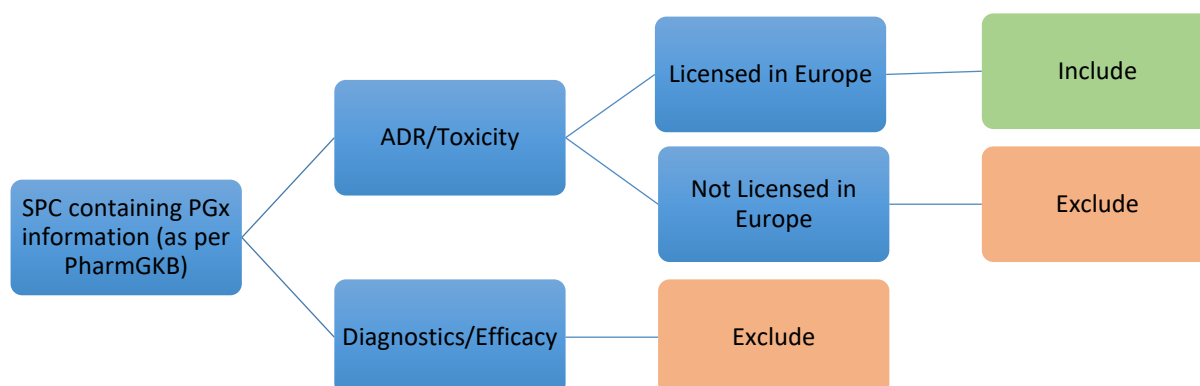 SPC containing PGx
information (as per
PharmGKB)
ADR/Toxicity
Licensed in Europe
Include
Not Licensed in
Europe
Exclude
Diagnostics/Efficacy
Exclude